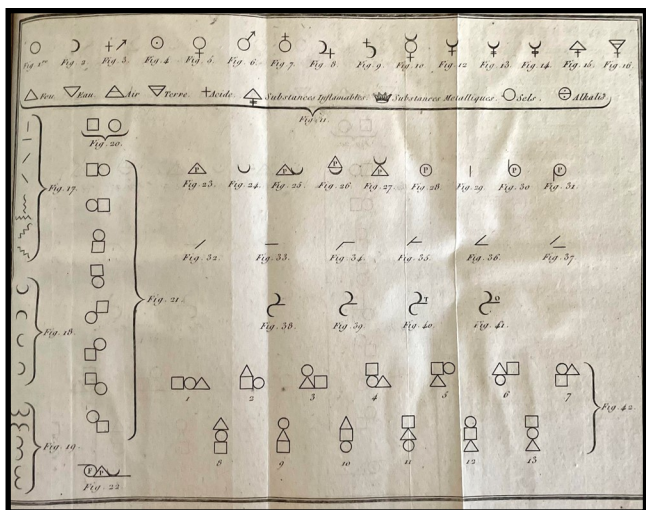 Fig. 1re Fig. 2. Fig. 3. Fig. 4. Fig. 5. Fig. 6. Fig. 7. Fig. 8. Fig. 9. Fig. 10. Fig. 12. Fig. 13. Fig. 14. Fig. 15. Fig. 16.
Feu. Eau. Air Terre. Acide. Substances Inflamables. Substances Metalliques. Sels. Alkalis
Fig. 11.
Fig. 20.
Fig. 17.
P P P P P P P P
Fig. 23. Fig. 24. Fig. 25. Fig. 26. Fig. 27. Fig. 28. Fig. 29. Fig. 30 Fig. 31.
Fig. 32. Fig. 33. Fig. 34. Fig. 35. Fig. 36. Fig. 37.
Fig. 21.
T O
Fig. 38. Fig. 39. Fig. 40. Fig. 41.
Fig. 18.
1 2 3 4 5 6 7
Fig. 42.
Fig. 19.
8 9 10 11 12 13
P P
Fig. 22